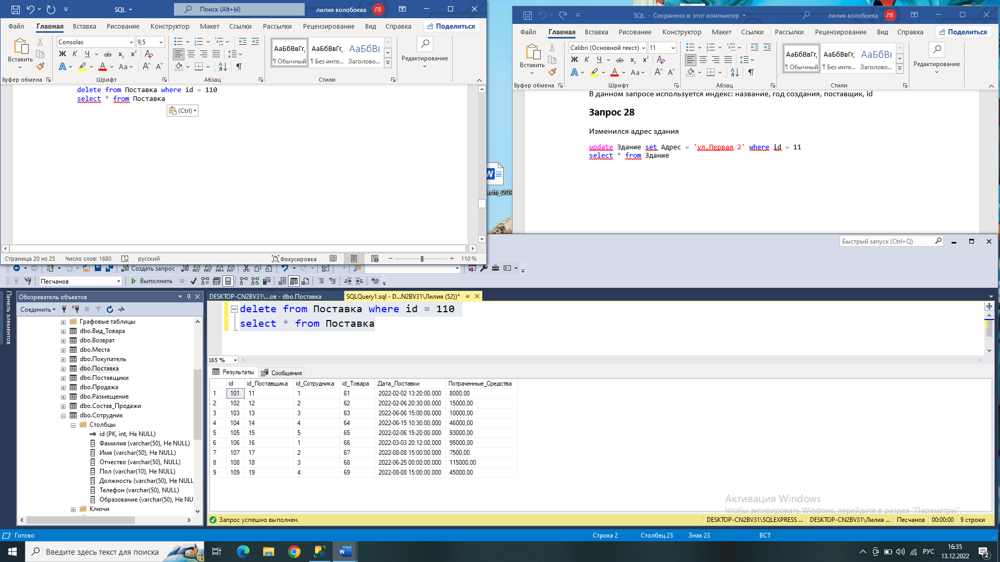 SQL
Поиск (Alt+Ы)
лилия волобоева
ЛВ
Файл Главная Вставка Рисование Конструктор Макет Ссылки Рассылки Рецензирование Вид Справка Поделиться
Consolas 9,5
Вставить
Ж К Ч ab x₂ x²
Aa
АаБбВвГг, АаБбВвГг, АаБбВв
¶ Обычный ¶ Без инте... Заголово...
Редактирование
Буфер обмена Шрифт Абзац Стили
delete from Поставка where id = 110
select * from Поставка
(Ctrl)
Страница 20 из 25 Число слов: 1680 русский Фокусировка 110 %
SQL - Сохранено в: этот компьютер
лилия волобоева
ЛВ
Файл Главная Вставка Рисование Конструктор Макет Ссылки Рассылки Рецензирование Вид Справка Поделиться
Calibri (Основной текст) 11
Вставить
Ж К Ч ab x₂ x²
Aa
АаБбВвГг, АаБбВвГг, АаБбВв
¶ Обычный ¶ Без инте... Заголово...
Редактирование
Буфер обмена Шрифт Абзац Стили
В данном запросе используется индекс: название, год создания, поставщик, id
Запрос 28
Изменился адрес здания
update Здание set Адрес = 'ул.Первая 2' where id = 11
select * from Здание
achi_OOP
Быстрый запуск (Ctrl+Q)
Создать запрос
MDX DMX XMLA DAX
Песчанов
Выполнить
Панель элементов
Обозреватель объектов
Соединить
Графовые таблицы
dbo.Вид_Товара
dbo.Возврат
dbo.Места
dbo.Покупатель
dbo.Поставка
dbo.Поставщики
dbo.Продажа
dbo.Размещение
dbo.Состав_Продажи
dbo.Сотрудник
Столбцы
id (PK, int, Не NULL)
Фамилия (varchar(50), Не NULL)
Имя (varchar(50), Не NULL)
Отчество (varchar(50), NULL)
Пол (varchar(10), Не NULL)
Должность (varchar(50), Не NULL
Телефон (varchar(50), NULL)
Образование (varchar(50), Не NU
Ключи
DESKTOP-CN2BV31\...ов - dbo.Поставка
SQLQuery1.sql - D...N2BV31\Лилия (52))*
delete from Поставка where id = 110
select * from Поставка
165 %
Результаты Сообщения
id id_Поставщика id_Сотрудника id_Товара Дата_Поставки Потраченные_Средства
1 101 11 1 61 2022-02-02 13:20:00.000 8000,00
2 102 12 2 62 2022-02-06 20:30:00.000 15000,00
3 103 13 3 63 2022-06-06 15:00:00.000 10000,00
4 104 14 4 64 2022-06-15 10:30:00.000 46000,00
5 105 15 5 65 2022-02-06 15:20:00.000 93000,00
6 106 16 1 66 2022-03-03 20:12:00.000 95000,00
7 107 17 2 67 2022-08-08 15:00:00.000 7500,00
8 108 18 3 68 2022-06-25 00:00:00.000 115000,00
9 109 19 4 69 2022-08-08 15:00:00.000 45000,00
Активация Windows
Чтобы активировать Windows, перейдите в раздел "Параметры".
Запрос успешно выполнен.
DESKTOP-CN2BV31\SQLEXPRESS ... DESKTOP-CN2BV31\Лилия ... Песчанов 00:00:00 9 строки
Готово Строка 2 Столбец 23 Знак 23 ВСТ
Введите здесь текст для поиска
РУС
16:35
13.12.2022
2